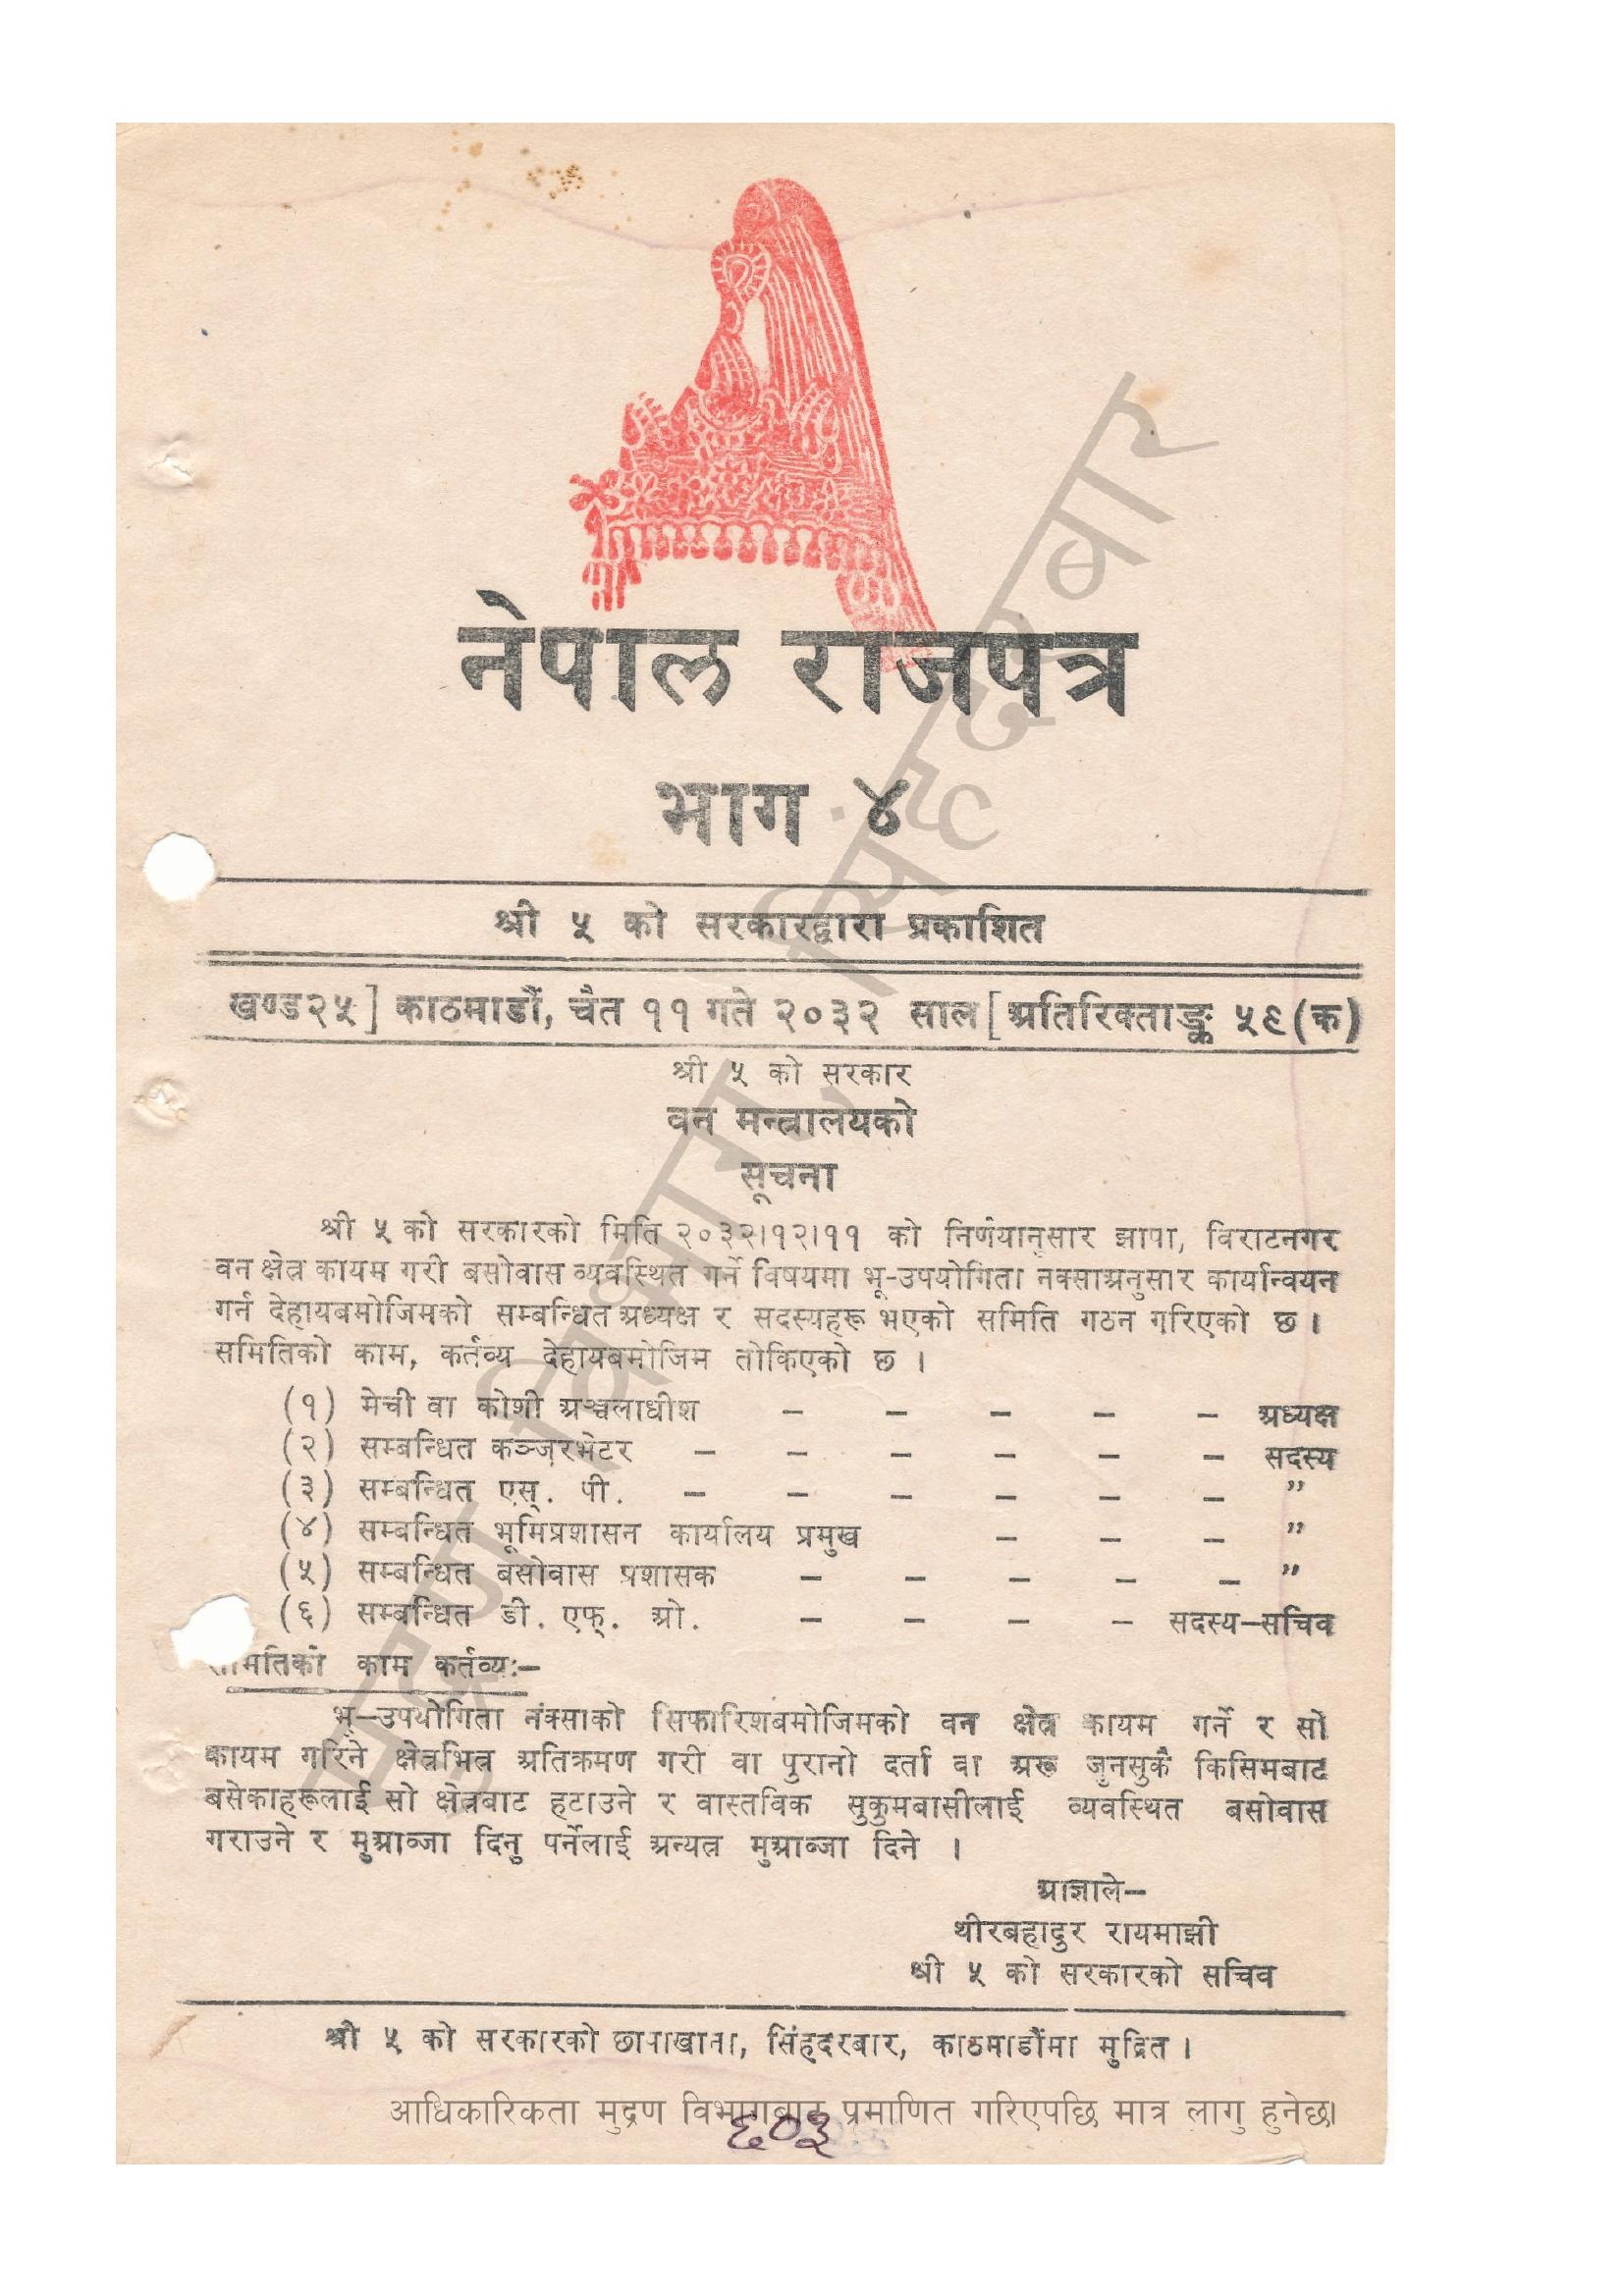 नेपाल राजपत्र
भाग ४
श्री ५ को सरकारद्वारा प्रकाशित
खण्ड२५] काठमाडौं, चैत ११ गते २०३२ साल [अतिरिक्ताङ्क ५९(क)
श्री ५ को सरकार
वन मन्त्रालयको
सूचना
श्री ५ को सरकारको मिति २०३२।१२।११ को निर्णयानुसार झापा, विराटनगर
वन क्षेत्र कायम गरी बसोवास व्यवस्थित गर्ने विषयमा भू-उपयोगिता नक्साअनुसार कार्यान्वयन
गर्न देहायबमोजिमको सम्बन्धित अध्यक्ष र सदस्यहरू भएको समिति गठन गरिएको छ ।
समितिको काम, कर्तव्य देहायबमोजिम तोकिएको छ ।
(१) मेची वा कोशी अञ्चलाधीश – – – – – अध्यक्ष
(२) सम्बन्धित कञ्जरभेटर – – – – – – सदस्य
(३) सम्बन्धित एस्. पी. – – – – – – ”
(४) सम्बन्धित भूमिप्रशासन कार्यालय प्रमुख – – – ”
(५) सम्बन्धित बसोवास प्रशासक – – – – – ”
(६) सम्बन्धित डी. एफ्. ओ. – – – – सदस्य–सचिव
समितिको काम कर्तव्य:–
भू–उपयोगिता नक्साको सिफारिशबमोजिमको वन क्षेत्र कायम गर्ने र सो
कायम गरिने क्षेत्रभित्र अतिक्रमण गरी वा पुरानो दर्ता वा अरू जुनसुकै किसिमबाट
बसेकाहरूलाई सो क्षेत्रबाट हटाउने र वास्तविक सुकुमबासीलाई व्यवस्थित बसोवास
गराउने र मुआब्जा दिनु पर्नेलाई अन्यत्र मुआब्जा दिने ।
आज्ञाले–
थीरबहादुर रायमाझी
श्री ५ को सरकारको सचिव
श्री ५ को सरकारको छापाखाना, सिंहदरबार, काठमाडौंमा मुद्रित ।
आधिकारिकता मुद्रण विभागबाट प्रमाणित गरिएपछि मात्र लागु हुनेछ।
६०३
मुद्रण विभाग, सिंहदरबार